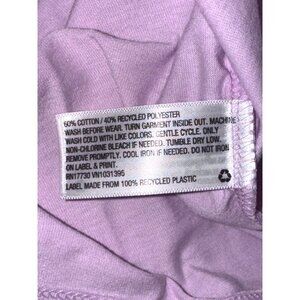 60% COTTON / 40% RECYCLED POLYESTER
WASH BEFORE WEAR. TURN GARMENT INSIDE OUT. MACHINE
WASH COLD WITH LIKE COLORS. GENTLE CYCLE. ONLY
NON-CHLORINE BLEACH IF NEEDED. TUMBLE DRY LOW.
REMOVE PROMPTLY. COOL IRON IF NEEDED. DO NOT IRON
ON LABEL & PRINT.
RN17730 VN1031395
LABEL MADE FROM 100% RECYCLED PLASTIC